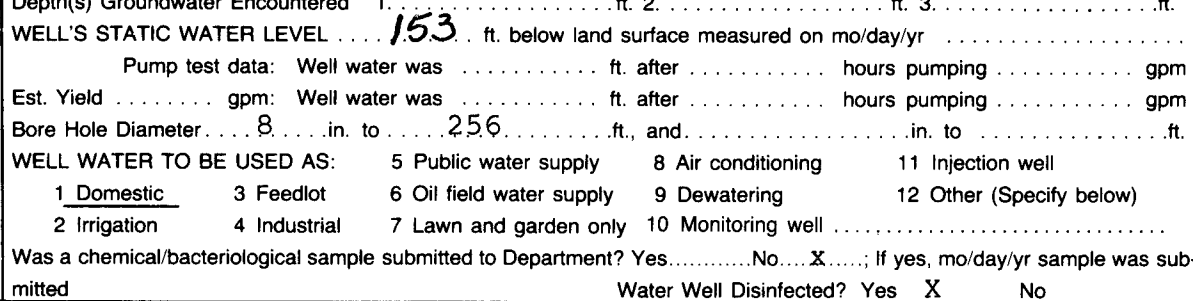 Depth(s) Groundwater Encountered 1. . . . . . . . . . . . . . . . . . ft. 2. . . . . . . . . . . . . . . . . . . ft. 3. . . . . . . . . . . . . . . . . . ft.
WELL'S STATIC WATER LEVEL . . . . 153 . . ft. below land surface measured on mo/day/yr . . . . . . . . . . . . . . . . . . .
Pump test data: Well water was . . . . . . . . . . . ft. after . . . . . . . . . . . hours pumping . . . . . . . . . . . gpm
Est. Yield . . . . . . . . gpm: Well water was . . . . . . . . . . . ft. after . . . . . . . . . . . hours pumping . . . . . . . . . . . gpm
Bore Hole Diameter . . . . 8 . . . . . in. to . . . . . 256 . . . . . . . . . ft., and . . . . . . . . . . . . . . . . . . in. to . . . . . . . . . . . . . . . . ft.
WELL WATER TO BE USED AS: 5 Public water supply 8 Air conditioning 11 Injection well
1 Domestic 3 Feedlot 6 Oil field water supply 9 Dewatering 12 Other (Specify below)
2 Irrigation 4 Industrial 7 Lawn and garden only 10 Monitoring well . . . . . . . . . . . . . . . . . . . . . . . . . . . . .
Was a chemical/bacteriological sample submitted to Department? Yes............No....X.....; If yes, mo/day/yr sample was sub-
mitted Water Well Disinfected? Yes X No